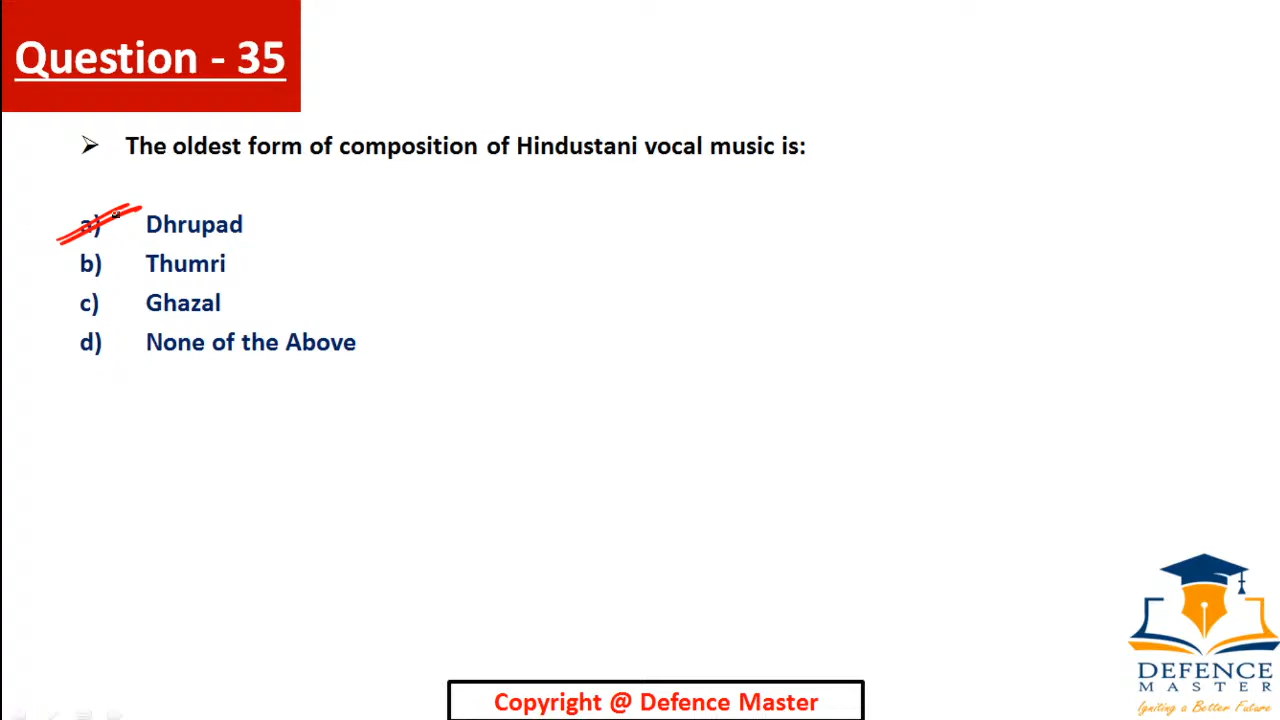 Question - 35
➢ The oldest form of composition of Hindustani vocal music is:
a) Dhrupad
b) Thumri
c) Ghazal
d) None of the Above
DEFENCE
MASTER
Igniting a Better Future
Copyright @ Defence Master